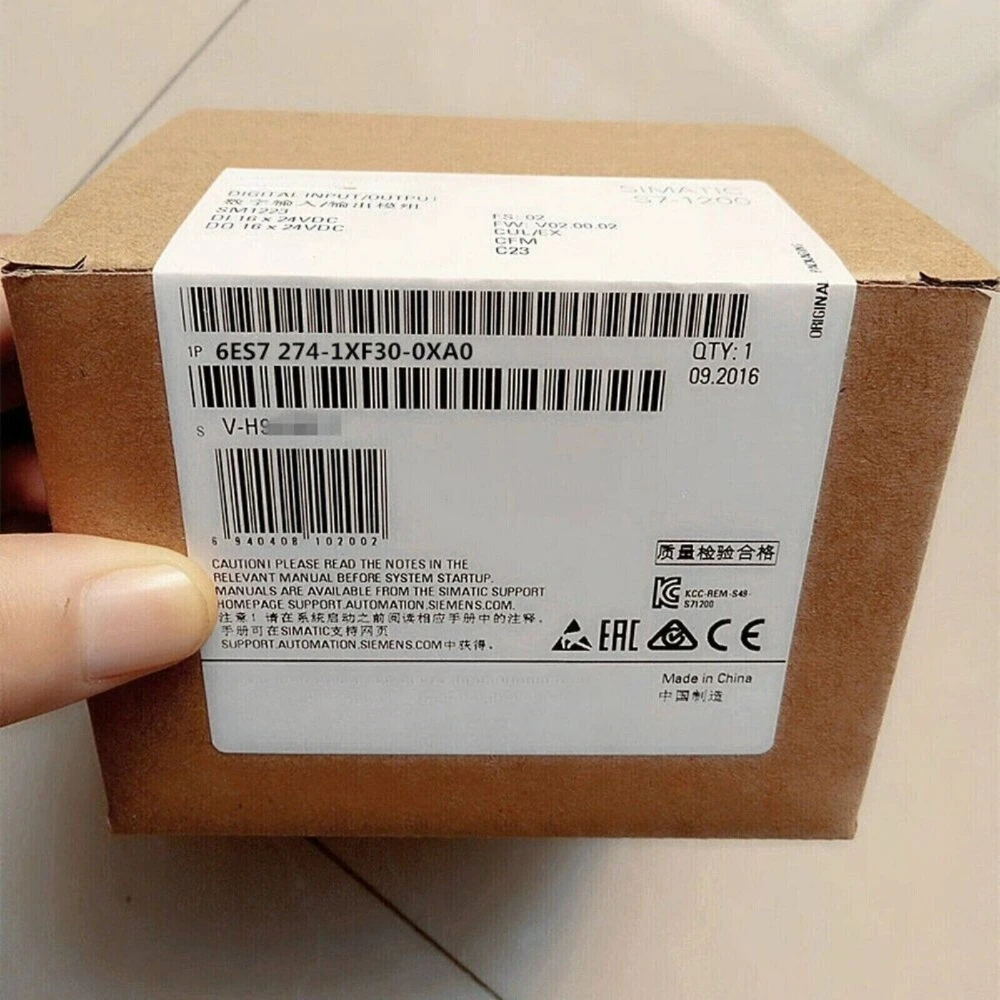 DIGITAL INPUT/OUTPUT
数字输入/输出模组
SM1223
DI 16 x 24VDC
DO 16 x 24VDC
SIMATIC
S7-1200
FS: 02
FW: V02.00.02
CUL/EX
CFM
C23
ORIGINAL PACKAGING
1P 6ES7 274-1XF30-0XA0
QTY: 1
09.2016
S V-H9
6 940408 102002
CAUTION! PLEASE READ THE NOTES IN THE
RELEVANT MANUAL BEFORE SYSTEM STARTUP.
MANUALS ARE AVAILABLE FROM THE SIMATIC SUPPORT
HOMEPAGE SUPPORT.AUTOMATION.SIEMENS.COM.
注意！请在系统启动之前阅读相应手册中的注释。
手册可在SIMATIC支持网页
SUPPORT.AUTOMATION.SIEMENS.COM中获得。
质量检验合格
KCC-REM-S49-
S71200
EAC CE
Made in China
中国制造